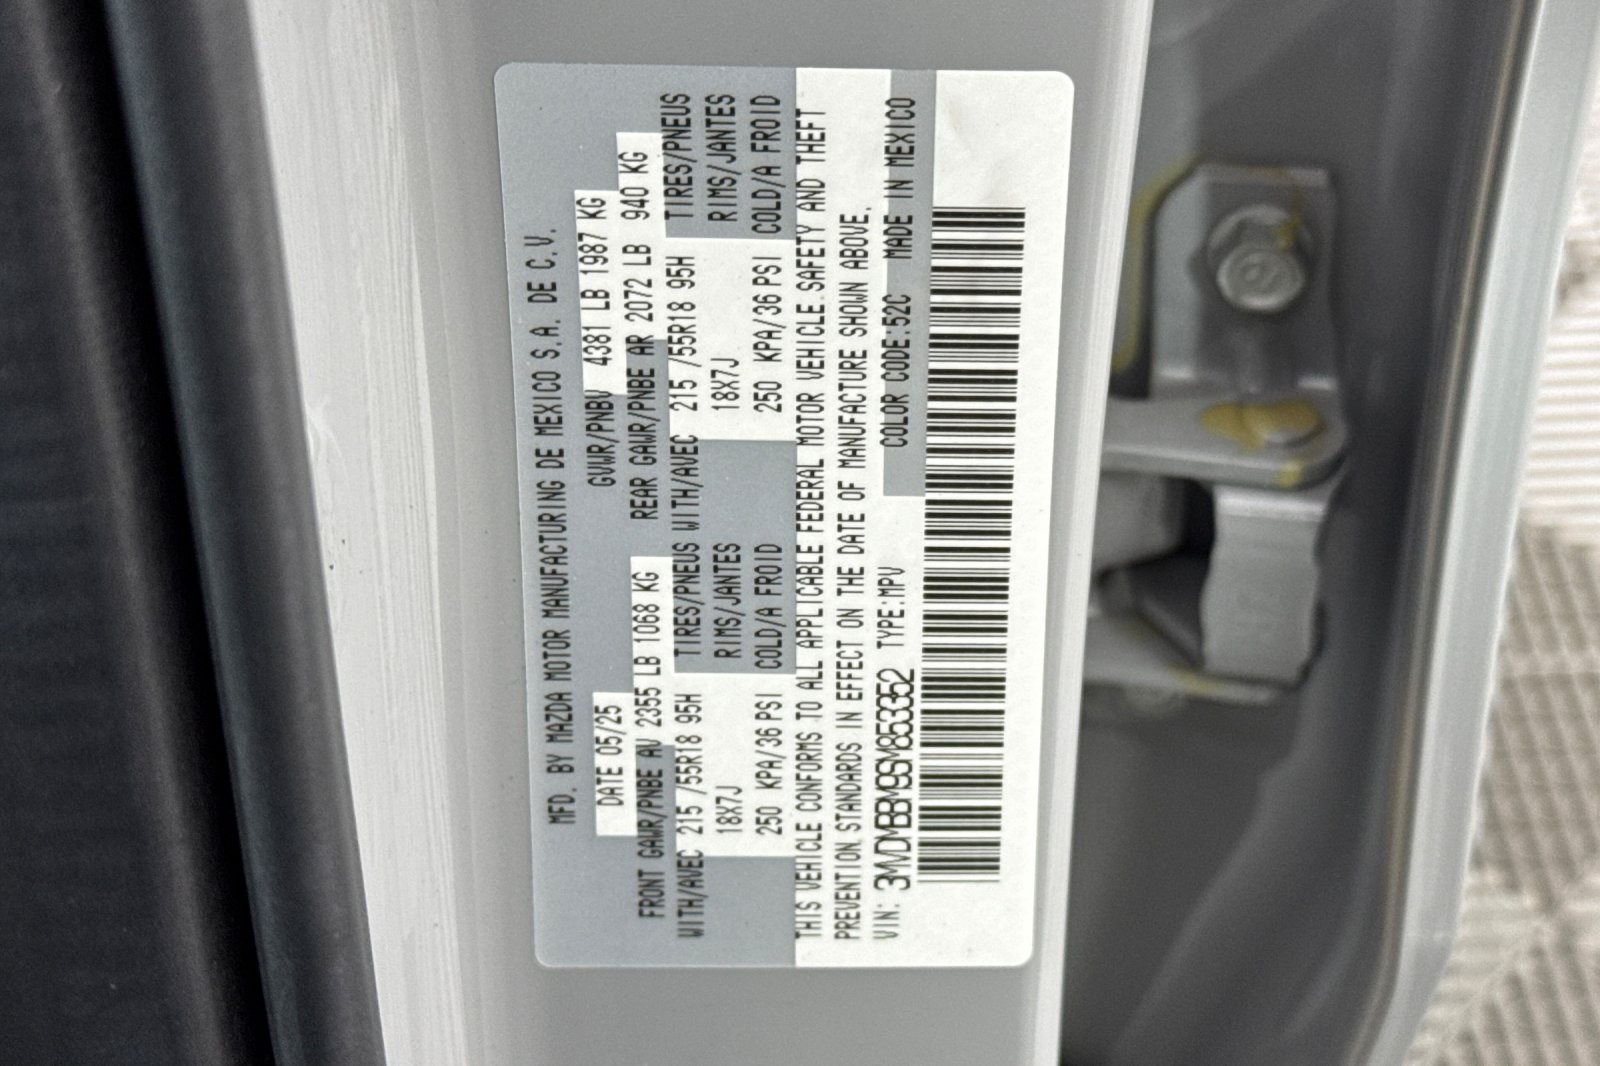 MFD. BY MAZDA MOTOR MANUFACTURING DE MEXICO S.A. DE C.V.
DATE 05/25 GVWR/PNBV 4381 LB 1987 KG
FRONT GAWR/PNBE AV 2355 LB 1068 KG REAR GAWR/PNBE AR 2072 LB 940 KG
WITH/AVEC 215 /55R18 95H TIRES/PNEUS WITH/AVEC 215 /55R18 95H TIRES/PNEUS
18X7J RIMS/JANTES 18X7J RIMS/JANTES
250 KPA/36 PSI COLD/A FROID 250 KPA/36 PSI COLD/A FROID
THIS VEHICLE CONFORMS TO ALL APPLICABLE FEDERAL MOTOR VEHICLE SAFETY AND THEFT
PREVENTION STANDARDS IN EFFECT ON THE DATE OF MANUFACTURE SHOWN ABOVE.
VIN: 3MVDMBBM9SM853352 TYPE:MPV COLOR CODE:52C MADE IN MEXICO